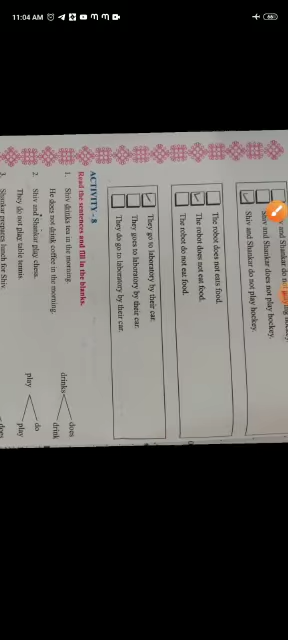 11:04 AM
66
and Shankar do n
Shiv and Shankar does not play hockey.
Shiv and Shankar do not play hockey.
The robot does not eats food.
The robot does not eat food.
The robot do not eat food.
They go to laboratory by their car.
They goes to laboratory by their car.
They do go to laboratory by their car.
ACTIVITY - 8
Read the sentences and fill in the blanks.
1. Shiv drinks tea in the morning.
He does not drink coffee in the morning.
drinks
does
drink
2. Shiv and Shankar play chess.
They do not play table tennis.
play
do
play
3. Shankar prepares lunch for Shiv.
does